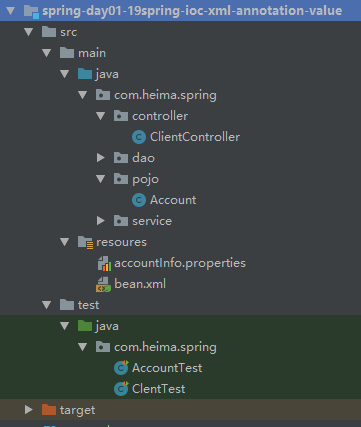 spring-day01-19spring-ioc-xml-annotation-value
src
main
java
com.heima.spring
controller
ClientController
dao
pojo
Account
service
resoures
accountInfo.properties
bean.xml
test
java
com.heima.spring
AccountTest
ClentTest
target